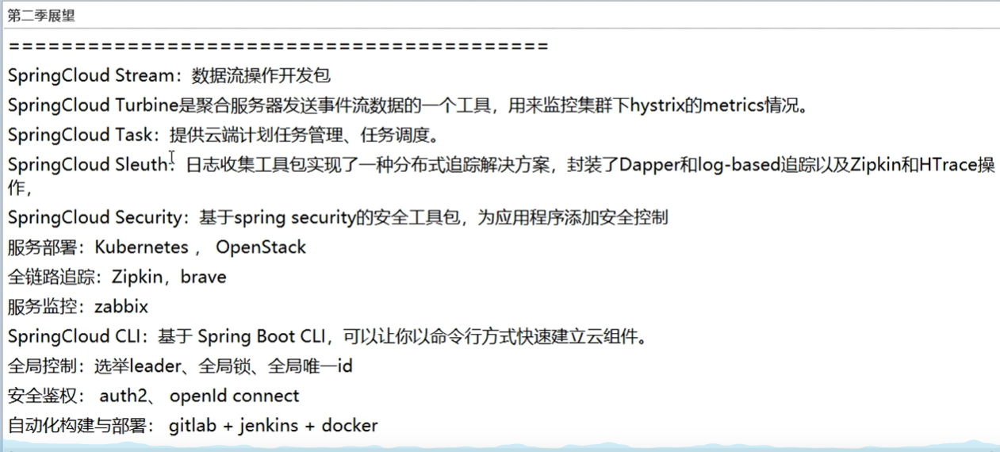 第二季展望
=========================================
SpringCloud Stream：数据流操作开发包
SpringCloud Turbine是聚合服务器发送事件流数据的一个工具，用来监控集群下hystrix的metrics情况。
SpringCloud Task：提供云端计划任务管理、任务调度。
SpringCloud Sleuth：日志收集工具包实现了一种分布式追踪解决方案，封装了Dapper和log-based追踪以及Zipkin和HTrace操
作，
SpringCloud Security：基于spring security的安全工具包，为应用程序添加安全控制
服务部署：Kubernetes ， OpenStack
全链路追踪：Zipkin，brave
服务监控：zabbix
SpringCloud CLI：基于 Spring Boot CLI，可以让你以命令行方式快速建立云组件。
全局控制：选举leader、全局锁、全局唯一id
安全鉴权： auth2、 openId connect
自动化构建与部署： gitlab + jenkins + docker